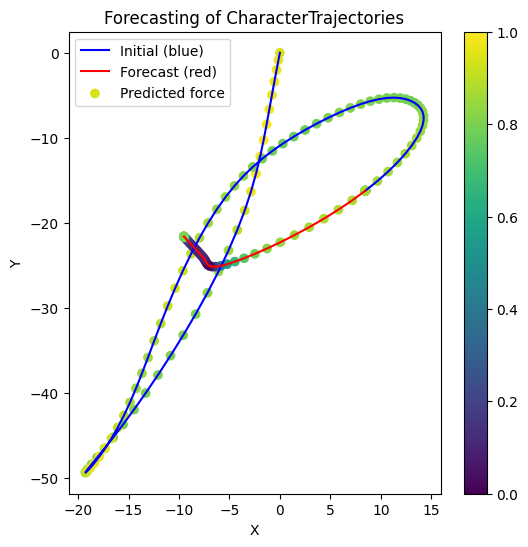 Forecasting of CharacterTrajectories
Initial (blue)
Forecast (red)
Predicted force
0
−10
−20
−30
−40
−50
Y
−20 −15 −10 −5 0 5 10 15
X
1.0
0.8
0.6
0.4
0.2
0.0